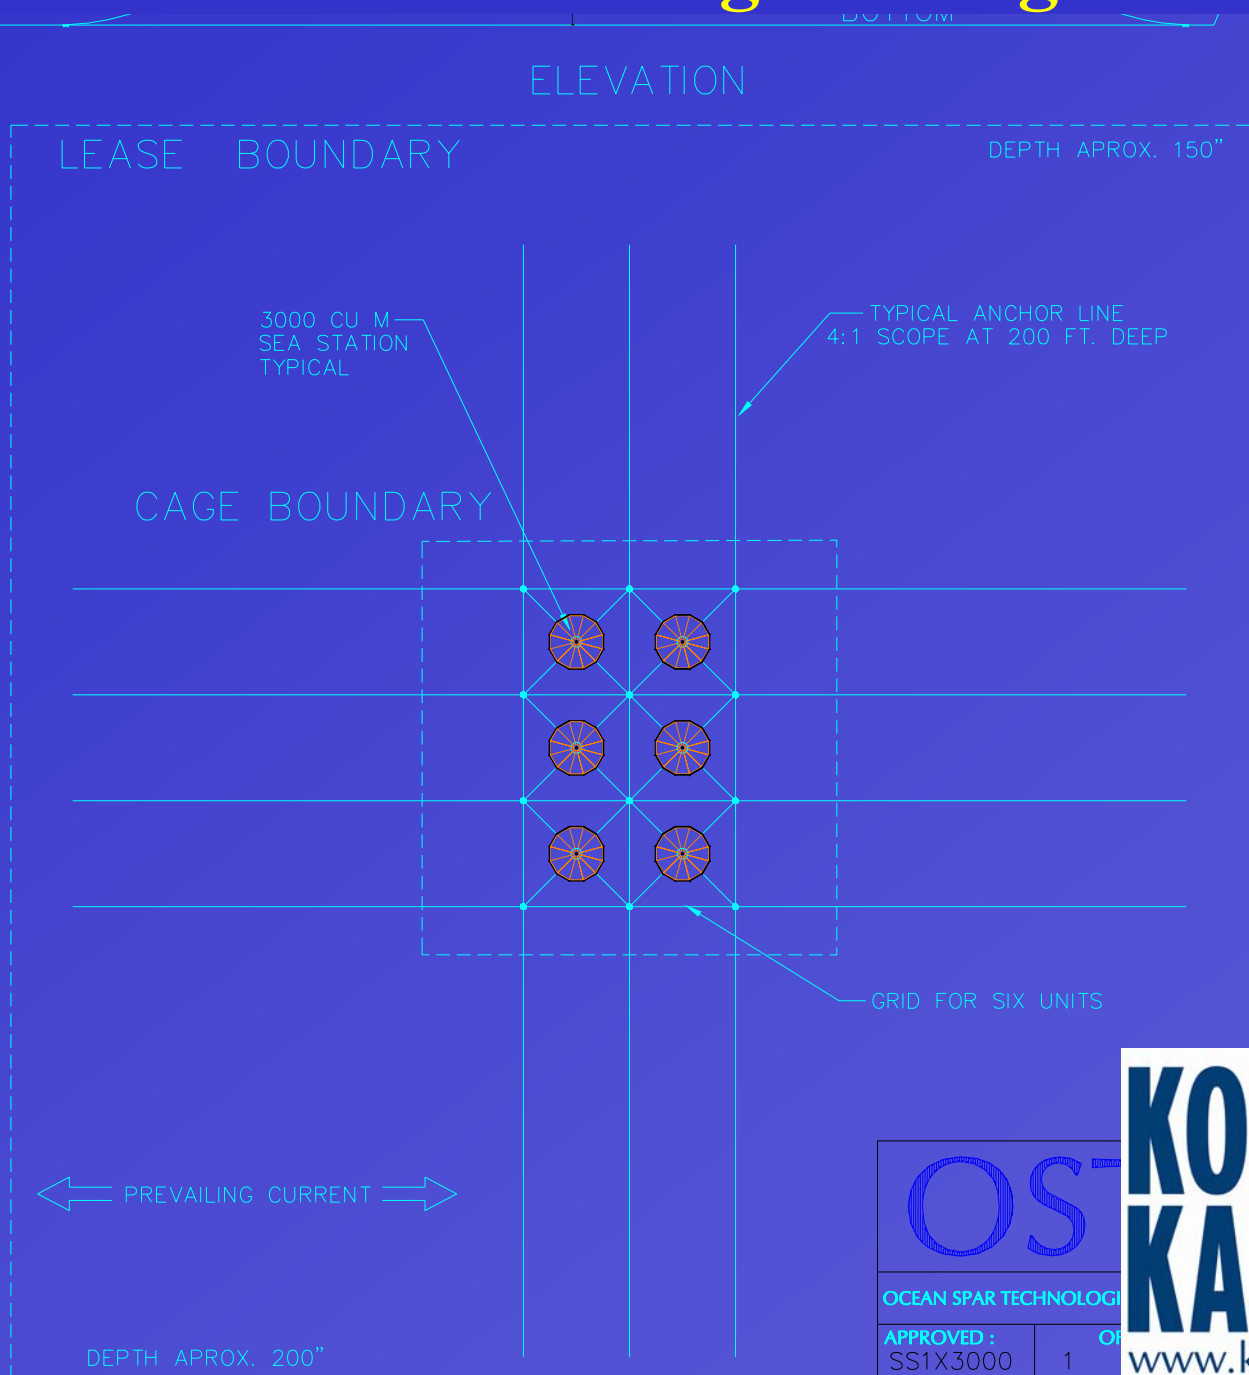 BOTTOM
ELEVATION
LEASE BOUNDARY
DEPTH APROX. 150"
3000 CU M
SEA STATION
TYPICAL
TYPICAL ANCHOR LINE
4:1 SCOPE AT 200 FT. DEEP
CAGE BOUNDARY
GRID FOR SIX UNITS
PREVAILING CURRENT
DEPTH APROX. 200"
OCEAN SPAR
APPROVED :
SS1X3000 1
KO
KA
www.k